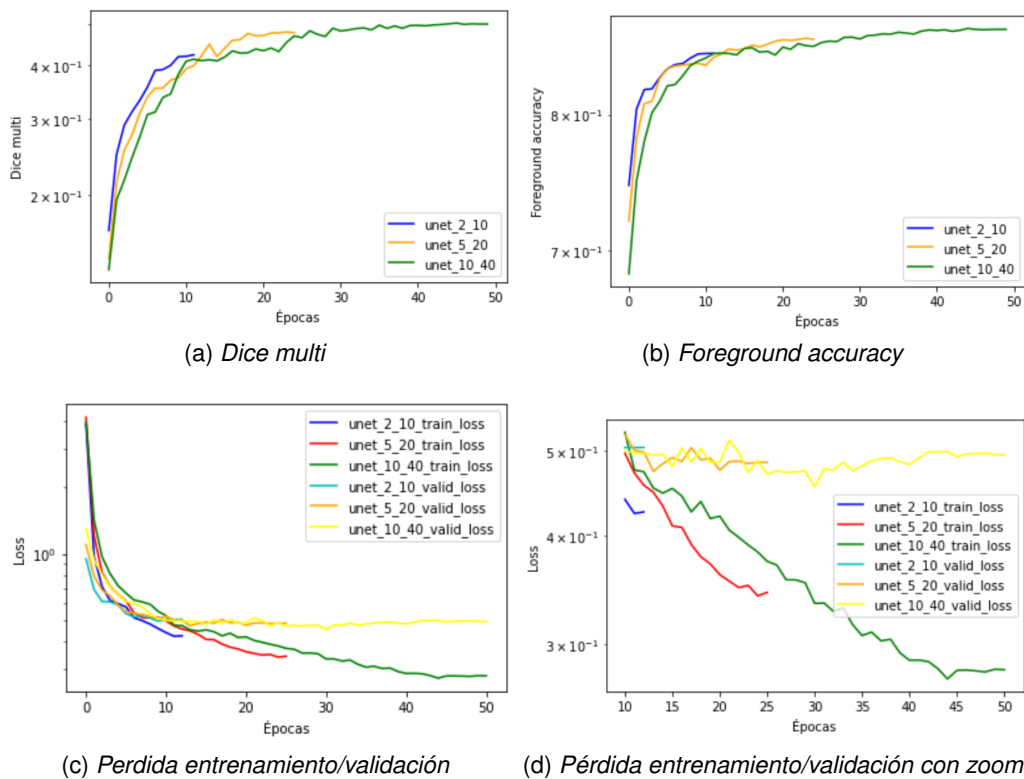 4 × 10⁻¹
3 × 10⁻¹
2 × 10⁻¹
Dice multi
unet_2_10
unet_5_20
unet_10_40
0 10 20 30 40 50
Épocas
(a) Dice multi
8 × 10⁻¹
7 × 10⁻¹
Foreground accuracy
unet_2_10
unet_5_20
unet_10_40
0 10 20 30 40 50
Épocas
(b) Foreground accuracy
10⁰
Loss
unet_2_10_train_loss
unet_5_20_train_loss
unet_10_40_train_loss
unet_2_10_valid_loss
unet_5_20_valid_loss
unet_10_40_valid_loss
0 10 20 30 40 50
Épocas
(c) Perdida entrenamiento/validación
5 × 10⁻¹
4 × 10⁻¹
3 × 10⁻¹
Loss
unet_2_10_train_loss
unet_5_20_train_loss
unet_10_40_train_loss
unet_2_10_valid_loss
unet_5_20_valid_loss
unet_10_40_valid_loss
10 15 20 25 30 35 40 45 50
Épocas
(d) Pérdida entrenamiento/validación con zoom